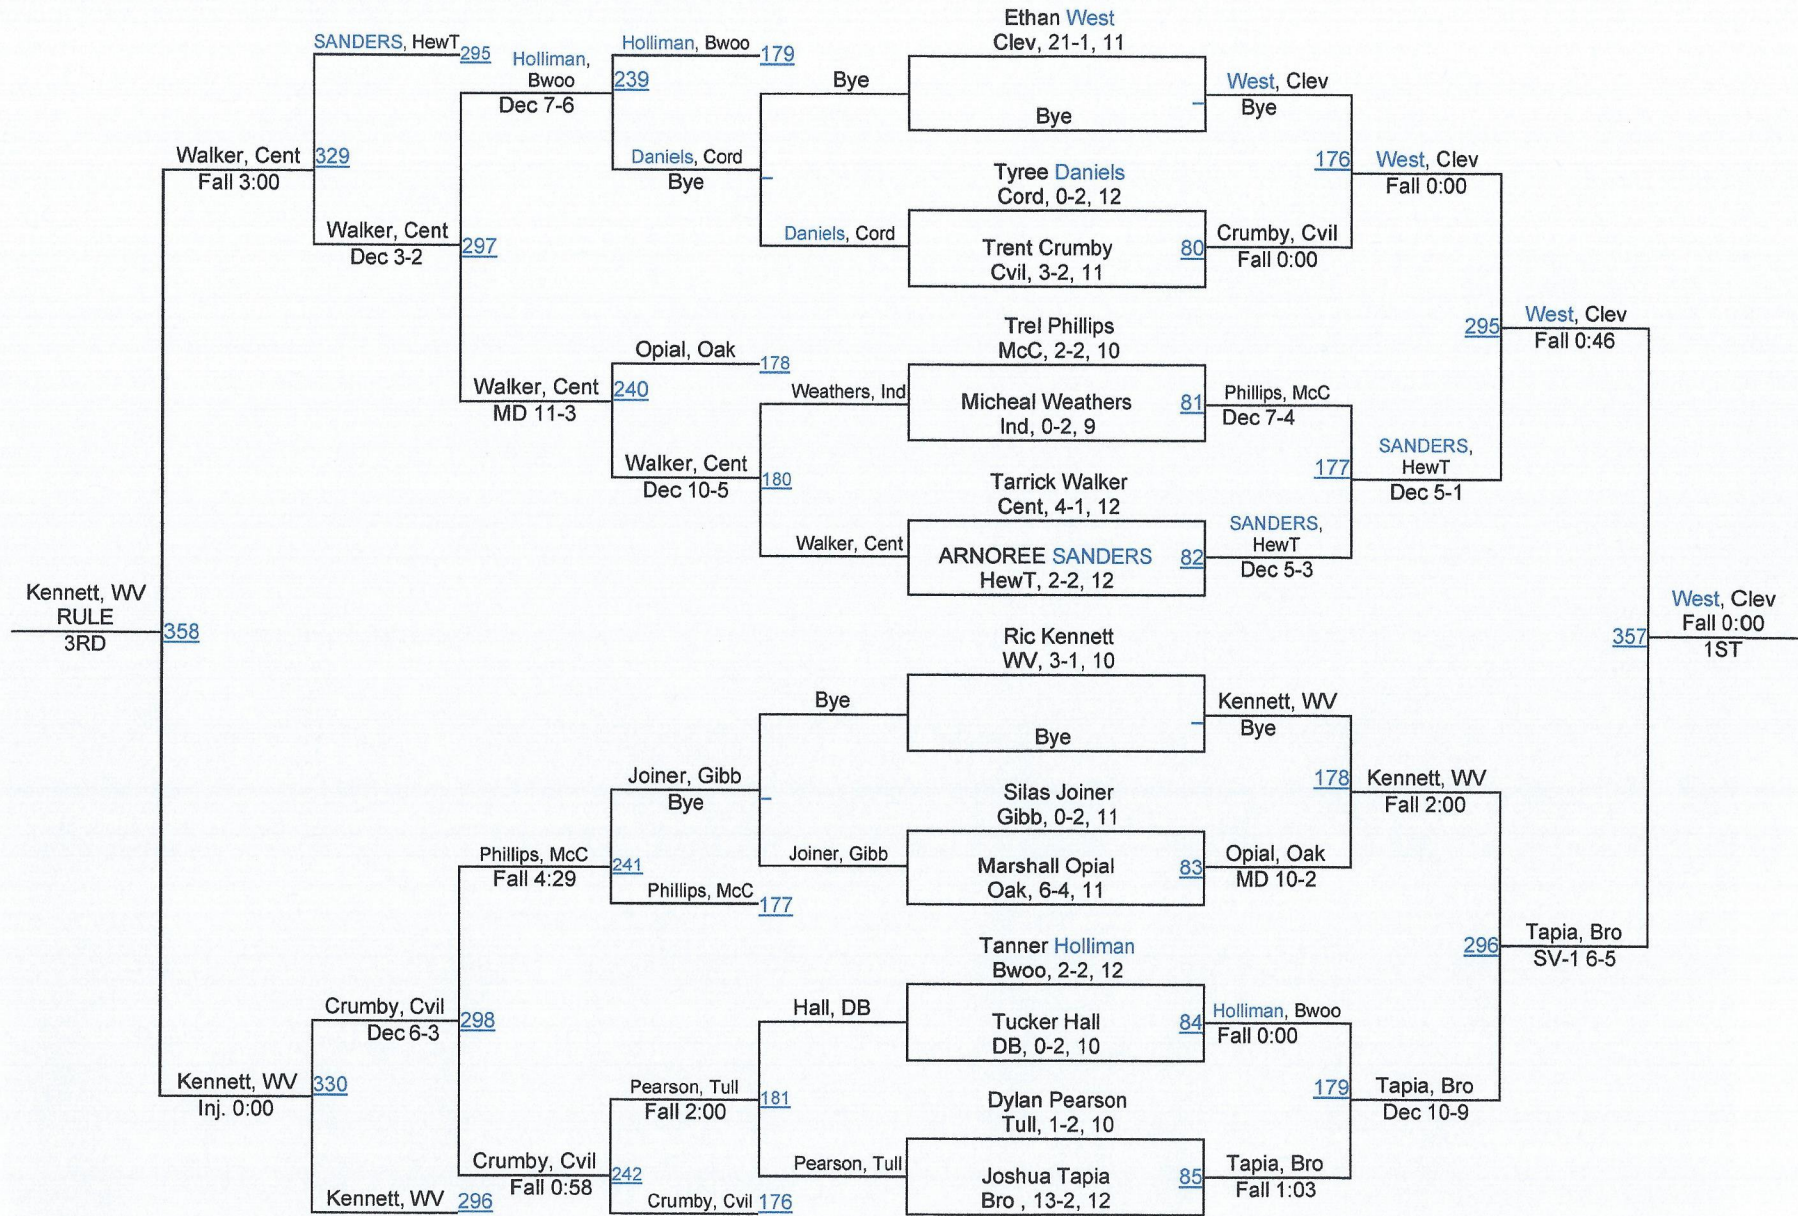 Ethan West
Clev, 21-1, 11
SANDERS, HewT
295
Holliman,
Bwoo
Dec 7-6
Holliman, Bwoo
179
239
Bye
Bye
West, Clev
Bye
Walker, Cent
Fall 3:00
329
Daniels, Cord
Bye
Tyree Daniels
Cord, 0-2, 12
176
West, Clev
Fall 0:00
Walker, Cent
Dec 3-2
297
Daniels, Cord
Trent Crumby
Cvil, 3-2, 11
80
Crumby, Cvil
Fall 0:00
Trel Phillips
McC, 2-2, 10
295
West, Clev
Fall 0:46
Opial, Oak
178
Walker, Cent
MD 11-3
240
Weathers, Ind
Micheal Weathers
Ind, 0-2, 9
81
Phillips, McC
Dec 7-4
Walker, Cent
Dec 10-5
180
Tarrick Walker
Cent, 4-1, 12
177
SANDERS,
HewT
Dec 5-1
Walker, Cent
ARNOREE SANDERS
HewT, 2-2, 12
82
SANDERS,
HewT
Dec 5-3
Kennett, WV
RULE
3RD
358
Ric Kennett
WV, 3-1, 10
357
West, Clev
Fall 0:00
1ST
Bye
Bye
Kennett, WV
Bye
Joiner, Gibb
Bye
Silas Joiner
Gibb, 0-2, 11
178
Kennett, WV
Fall 2:00
Phillips, McC
Fall 4:29
241
Joiner, Gibb
Marshall Opial
Oak, 6-4, 11
83
Opial, Oak
MD 10-2
Phillips, McC
177
Tanner Holliman
Bwoo, 2-2, 12
296
Tapia, Bro
SV-1 6-5
Crumby, Cvil
Dec 6-3
298
Hall, DB
Tucker Hall
DB, 0-2, 10
84
Holliman, Bwoo
Fall 0:00
Kennett, WV
Inj. 0:00
330
Pearson, Tull
Fall 2:00
181
Dylan Pearson
Tull, 1-2, 10
179
Tapia, Bro
Dec 10-9
Crumby, Cvil
Fall 0:58
242
Pearson, Tull
Joshua Tapia
Bro , 13-2, 12
85
Tapia, Bro
Fall 1:03
Kennett, WV
296
Crumby, Cvil
176